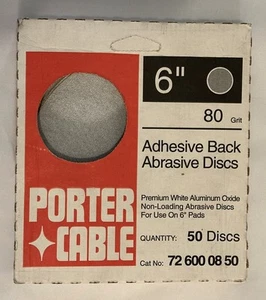 6"
80 Grit
Adhesive Back
Abrasive Discs
Premium White Aluminum Oxide
Non-Loading Abrasive Discs
For Use On 6" Pads
QUANTITY: 50 Discs
Cat No: 72 600 08 50
PORTER
CABLE